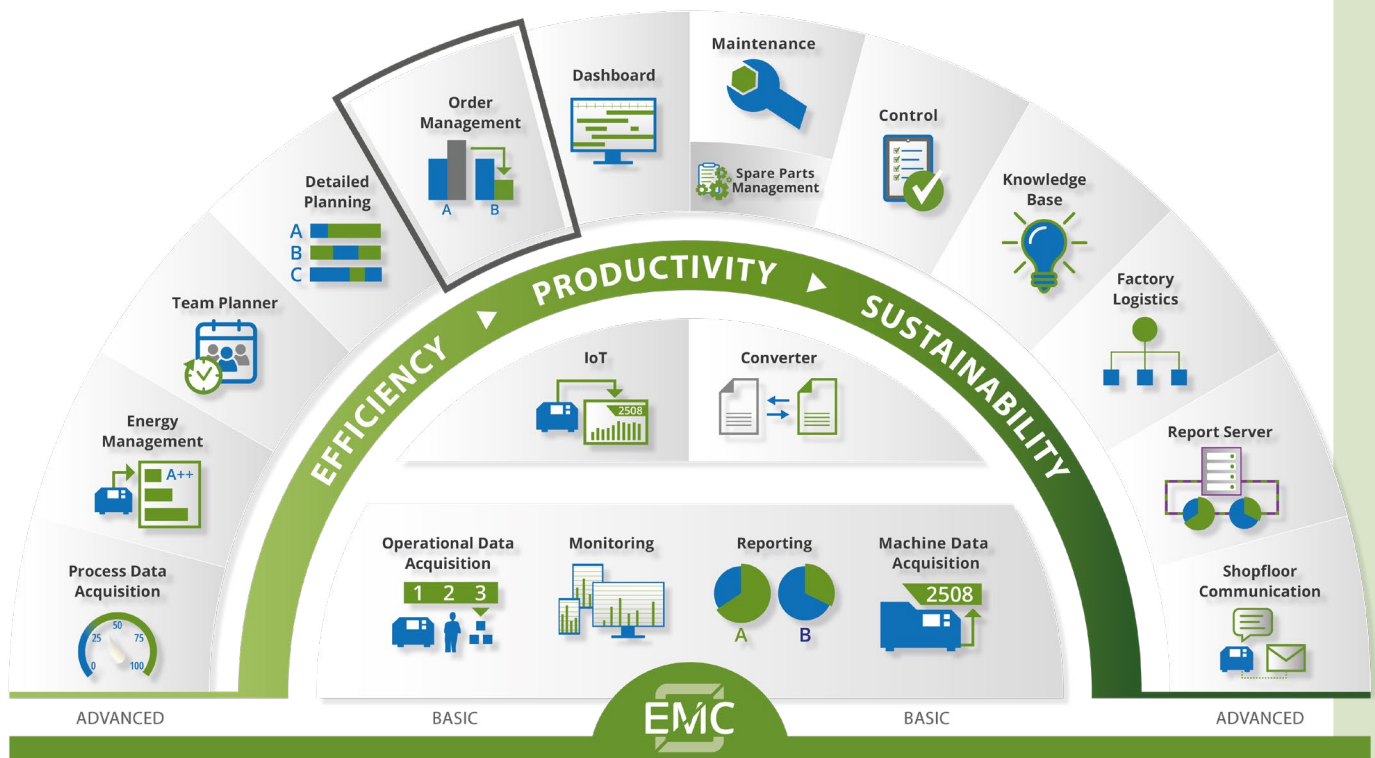 Maintenance
Dashboard
Order
Management
A B
Spare Parts
Management
Control
Detailed
Planning
A
B
C
Knowledge
Base
Team Planner
Factory
Logistics
Energy
Management
A++
Report Server
Process Data
Acquisition
0 25 50 75 100
Shopfloor
Communication
EFFICIENCY
PRODUCTIVITY
SUSTAINABILITY
IoT
2508
Converter
Operational Data
Acquisition
1 2 3
Monitoring
Reporting
A B
Machine Data
Acquisition
2508
ADVANCED
BASIC
EMC
BASIC
ADVANCED